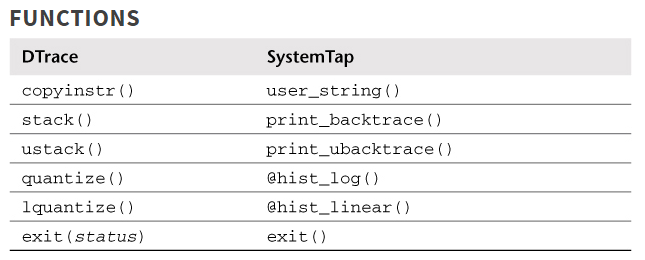 FUNCTIONS
DTrace SystemTap
copyinstr() user_string()
stack() print_backtrace()
ustack() print_ubacktrace()
quantize() @hist_log()
lquantize() @hist_linear()
exit(status) exit()